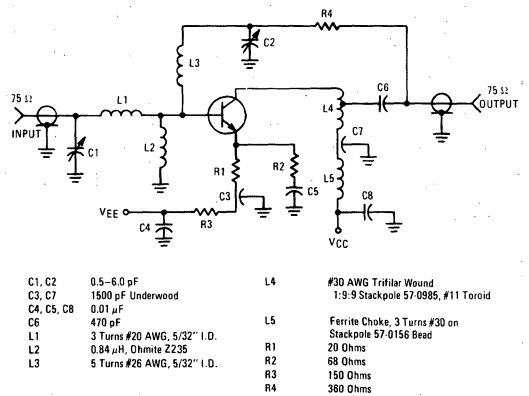 R4
C2
L3
75 Ω
INPUT
L1
C1
L2
R1
R2
C3
C5
VEE
C4
R3
L4
C6
C7
L5
C8
VCC
75 Ω
OUTPUT
C1, C2 0.5–6.0 pF
C3, C7 1500 pF Underwood
C4, C5, C8 0.01 μF
C6 470 pF
L1 3 Turns #20 AWG, 5/32" I.D.
L2 0.84 μH, Ohmite Z235
L3 5 Turns #26 AWG, 5/32" I.D.
L4 #30 AWG Trifilar Wound
1:9:9 Stackpole 57-0985, #11 Toroid
L5 Ferrite Choke, 3 Turns #30 on
Stackpole 57-0156 Bead
R1 20 Ohms
R2 68 Ohms
R3 150 Ohms
R4 360 Ohms